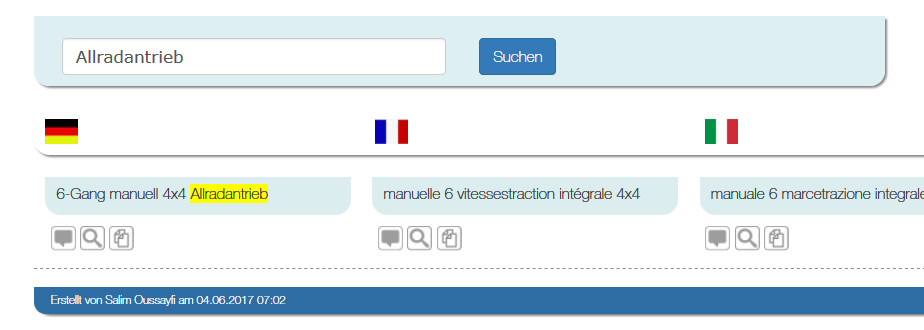 Allradantrieb
Suchen
6-Gang manuell 4x4 Allradantrieb
manuelle 6 vitessestraction intégrale 4x4
manuale 6 marcetrazione integrale
Erstellt von Salim Oussayfi am 04.06.2017 07:02